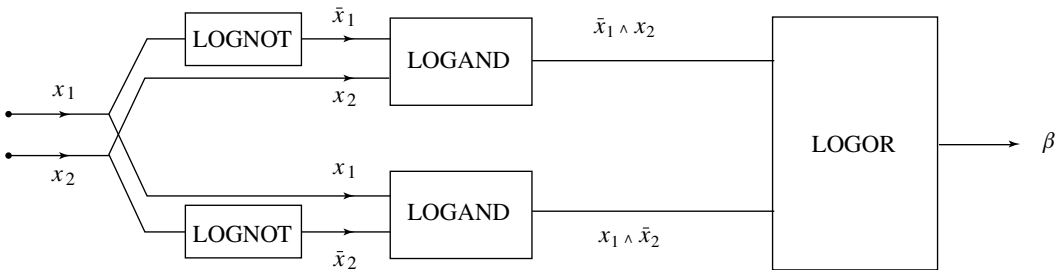 x̄₁
x̄₁ ∧ x₂
LOGNOT
LOGAND
x₁
x₂
LOGOR
β
x₂
x₁
LOGAND
LOGNOT
x₁ ∧ x̄₂
x̄₂